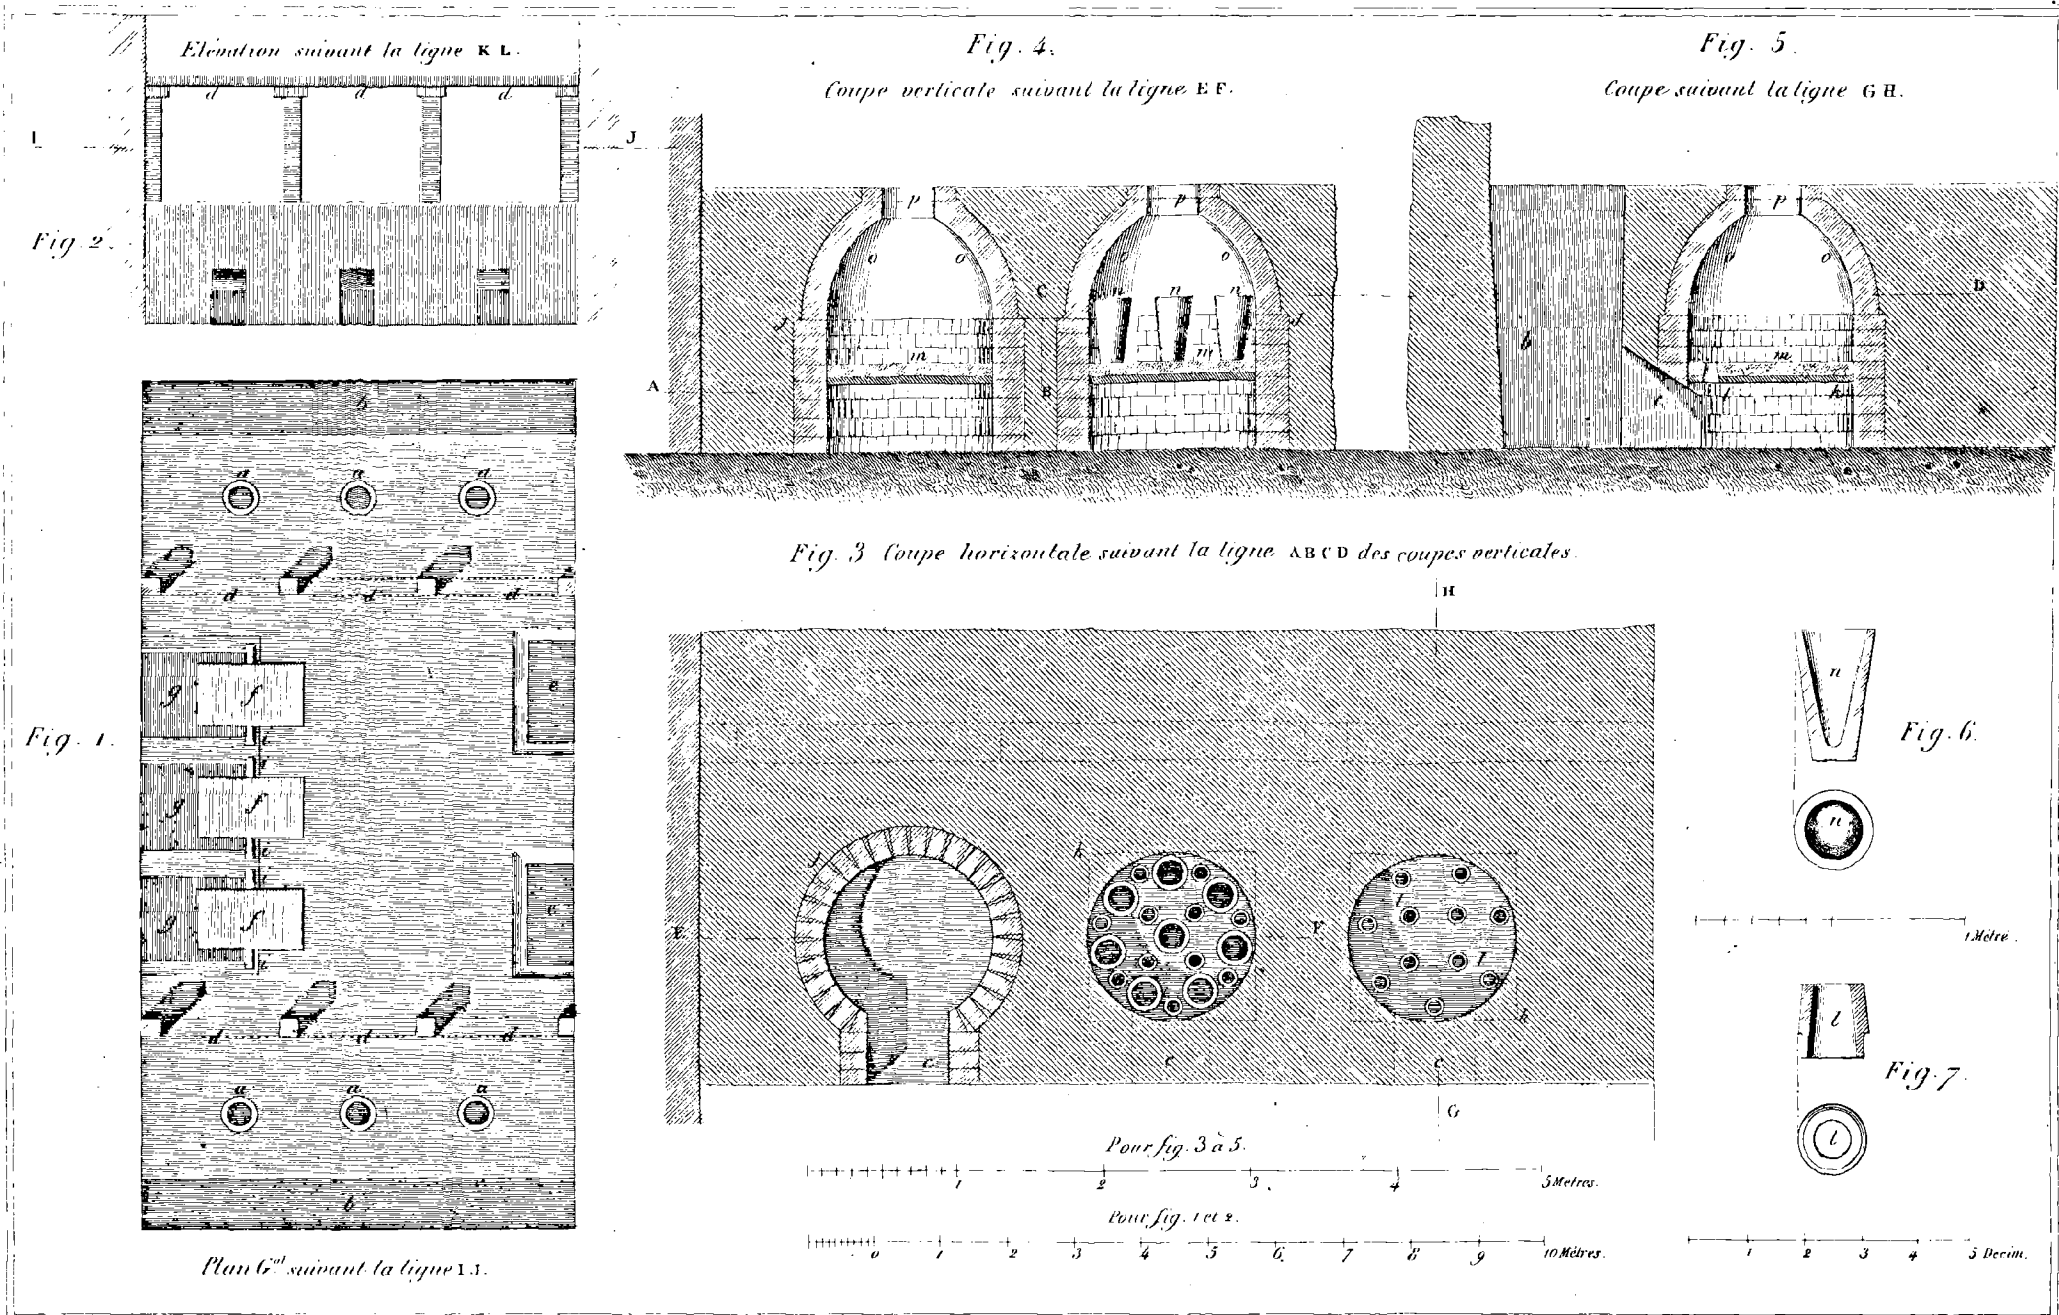 Elévation suivant la ligne K L.
d d d
I J
Fig. 2.
b
a a a
d d d
g f e
i
Fig. 1.
i
g f
i
i
g f e
i
d d d
a a a
b
Plan G.al suivant la ligne I.J.
Fig. 4.
Coupe verticale suivant la ligne E F.
p p
o o o o
C
n n n
J J
m m
A B
Fig. 5.
Coupe suivant la ligne G H.
p
o o
D
b
m
c l k
Fig. 3 Coupe horizontale suivant la ligne A B C D des coupes verticales.
H
J k
l
E F
l
k
c c c
G
Pour fig. 3 à 5.
1 2 3 4 5 Metres.
Pour fig. 1 et 2.
0 1 2 3 4 5 6 7 8 9 10 Métres.
n
Fig. 6.
n
1 Métre.
l
Fig. 7.
l
1 2 3 4 5 Decim.